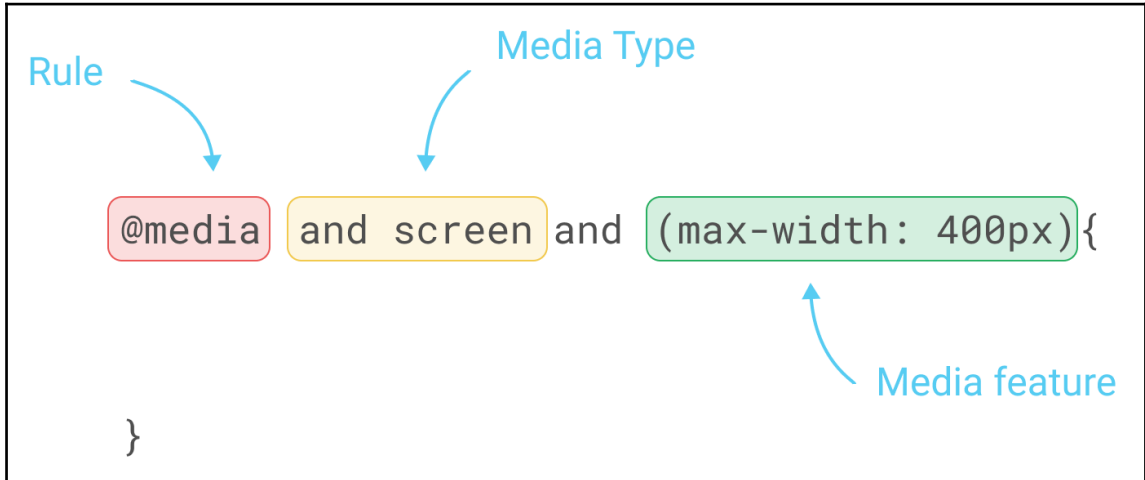 Rule
Media Type
@media and screen and (max-width: 400px){
Media feature
}